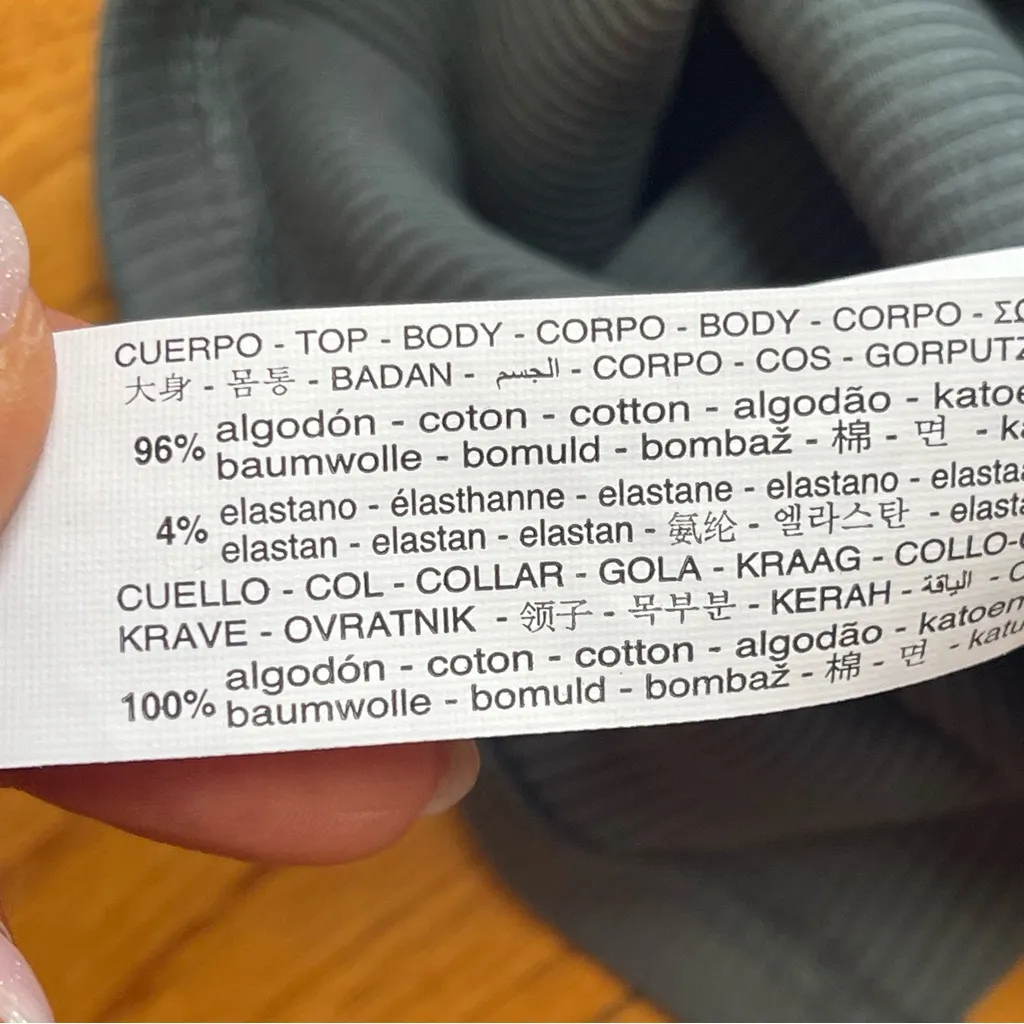 CUERPO - TOP - BODY - CORPO - BODY - CORPO -
大身 - 몸통 - BADAN - الجسم - CORPO - COS - GORPUTZ
96% algodón - coton - cotton - algodão -
baumwolle - bomuld - bombaž - 棉 - 면 -
4% elastano - élasthanne - elastane - elastano -
elastan - elastan - elastan - 氨纶 - 엘라스탄 -
CUELLO - COL - COLLAR - GOLA - KRAAG - COLLO-
KRAVE - OVRATNIK - 领子 - 목부분 - KERAH - الياقة -
100% algodón - coton - cotton - algodão - katoen
baumwolle - bomuld - bombaž - 棉 - 면 -